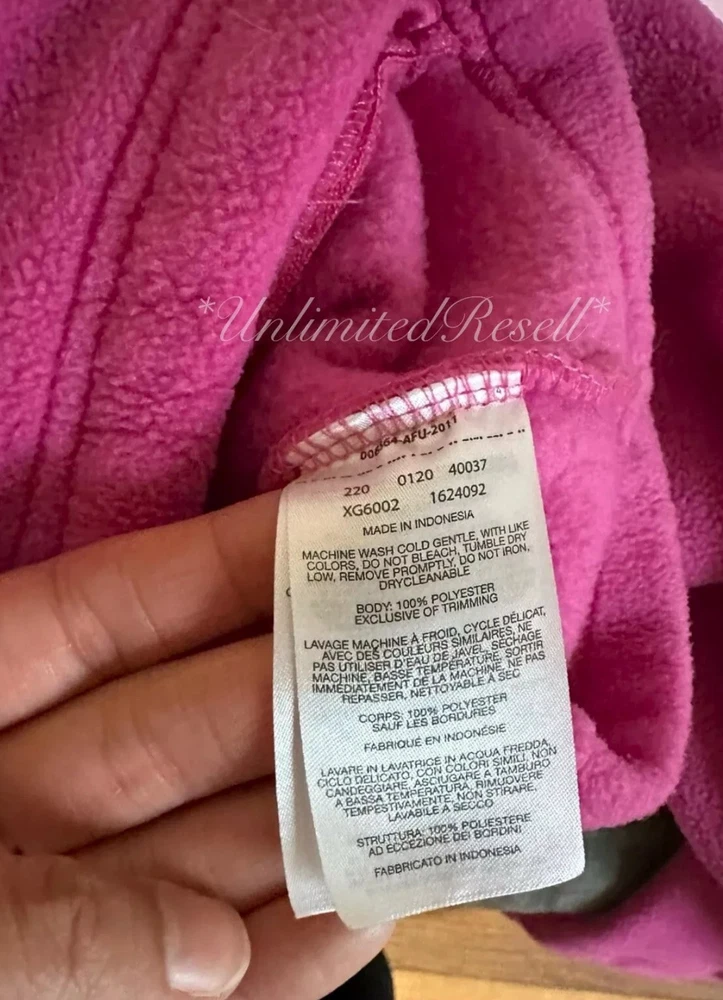 *UnlimitedResell*
-AFU-2011
220 0120 40037
XG6002 1624092
MADE IN INDONESIA
MACHINE WASH COLD GENTLE, WITH LIKE
COLORS, DO NOT BLEACH, TUMBLE DRY
LOW, REMOVE PROMPTLY, DO NOT IRON,
DRYCLEANABLE
BODY: 100% POLYESTER
EXCLUSIVE OF TRIMMING
LAVAGE MACHINE À FROID, CYCLE DÉLICAT,
AVEC DES COULEURS SIMILAIRES, NE
PAS UTILISER D'EAU DE JAVEL, SÉCHAGE
MACHINE, BASSE TEMPÉRATURE, SORTIR
IMMÉDIATEMENT DE LA MACHINE, NE PAS
REPASSER, NETTOYABLE À SEC
CORPS: 100% POLYESTER
SAUF LES BORDURES
FABRIQUÉ EN INDONÉSIE
LAVARE IN LAVATRICE IN ACQUA FREDDA,
CICLO DELICATO, CON COLORI SIMILI, NON
CANDEGGIARE, ASCIUGARE A TAMBURO
A BASSA TEMPERATURA, RIMUOVERE
TEMPESTIVAMENTE, NON STIRARE,
LAVABILE A SECCO
STRUTTURA: 100% POLIESTERE
AD ECCEZIONE DEI BORDINI
FABBRICATO IN INDONESIA